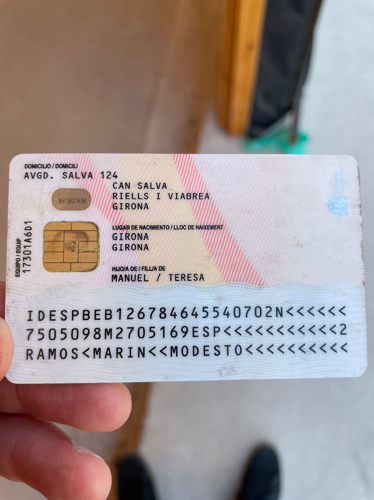 DOMICILIO / DOMICILI
AVGD. SALVA 124
CAN SALVA
RIELLS I VIABREA
GIRONA
LUGAR DE NACIMIENTO / LLOC DE NAIXEMENT
GIRONA
GIRONA
HIJO/A DE / FILL/A DE
MANUEL / TERESA
EQUIPO / EQUIP
17301A6D1
IDESPBEB126784645540702N<<<<<<
7505098M2705169ESP<<<<<<<<<<<2
RAMOS<MARIN<<MODESTO<<<<<<<<<<